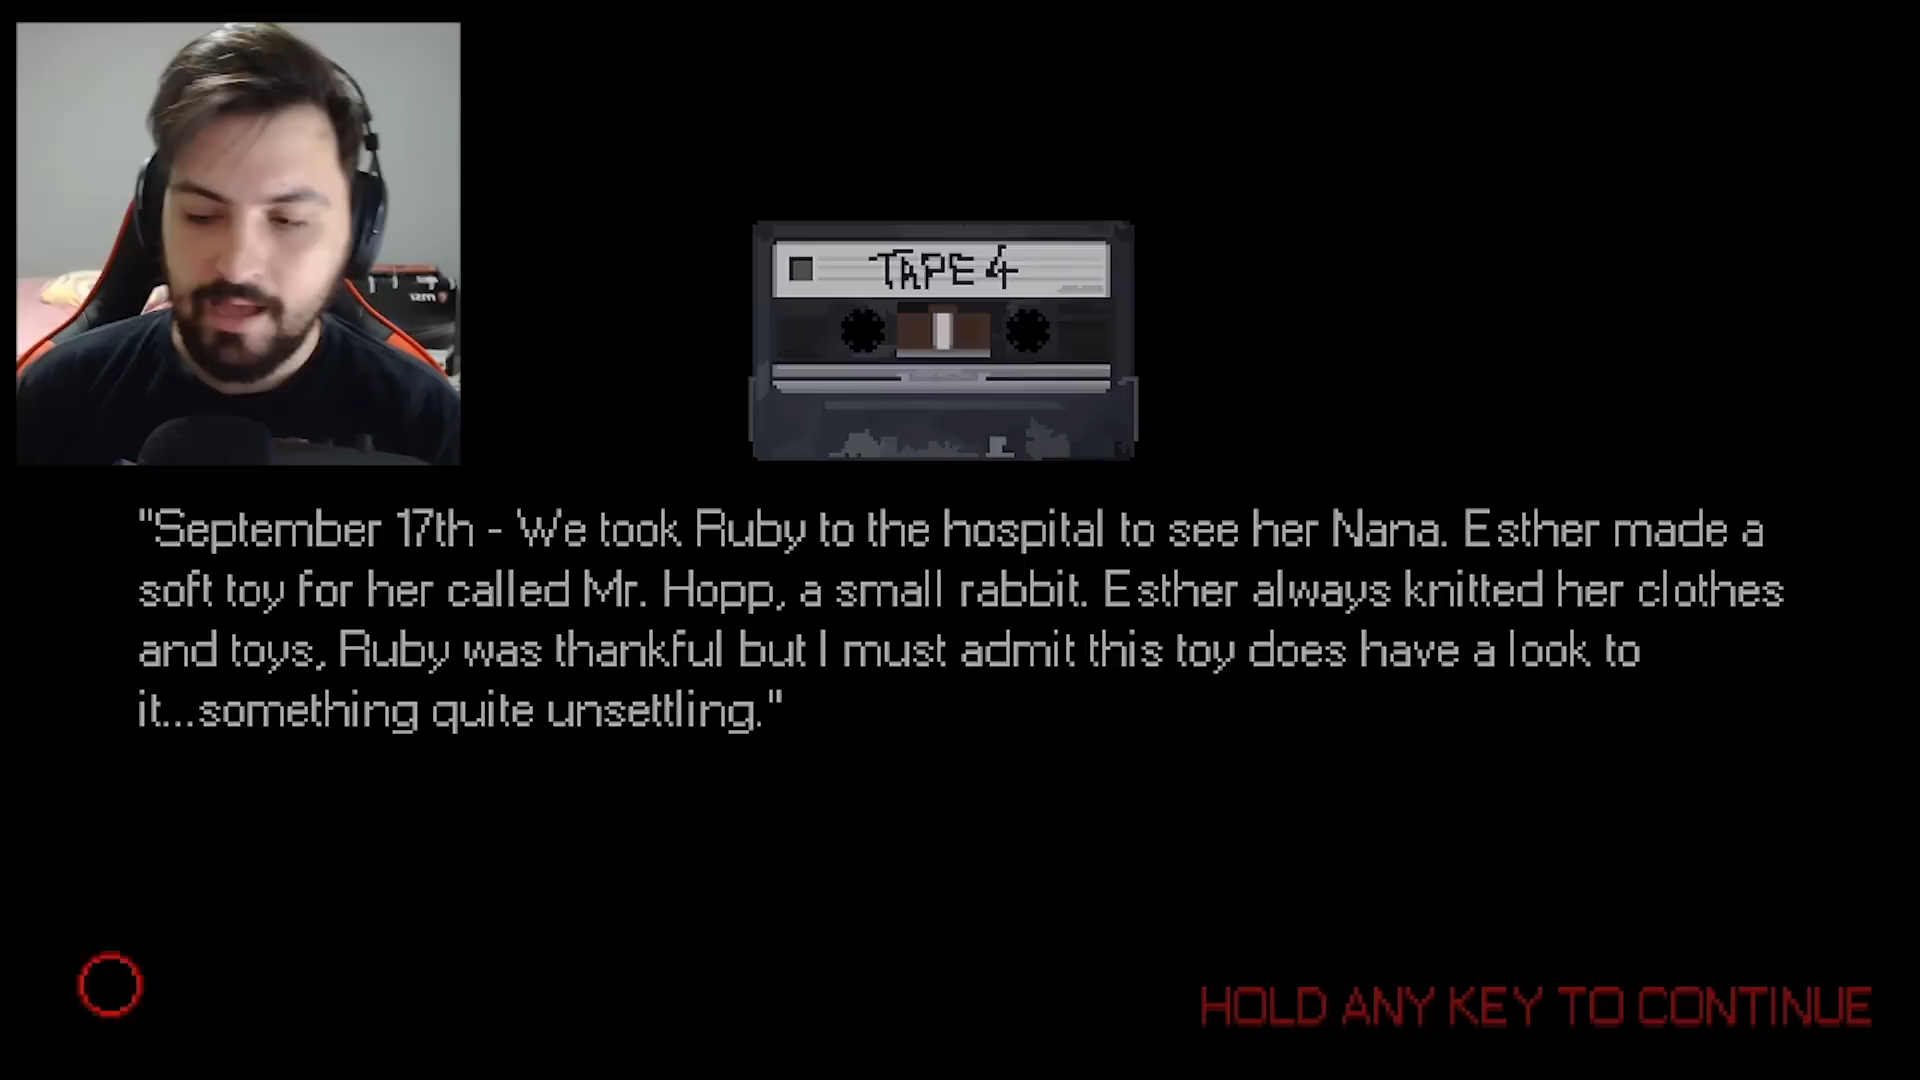 TAPE 4
"September 17th - We took Ruby to the hospital to see her Nana. Esther made a
soft toy for her called Mr. Hopp, a small rabbit. Esther always knitted her clothes
and toys, Ruby was thankful but I must admit this toy does have a look to
it...something quite unsettling."
HOLD ANY KEY TO CONTINUE